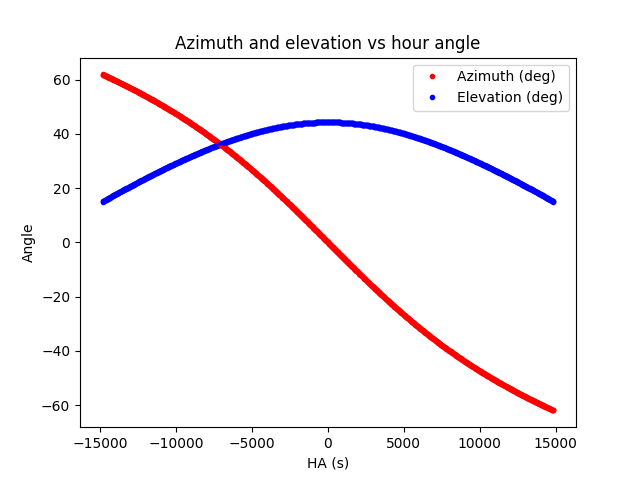 Azimuth and elevation vs hour angle
Azimuth (deg)
Elevation (deg)
Angle
60
40
20
0
−20
−40
−60
−15000 −10000 −5000 0 5000 10000 15000
HA (s)